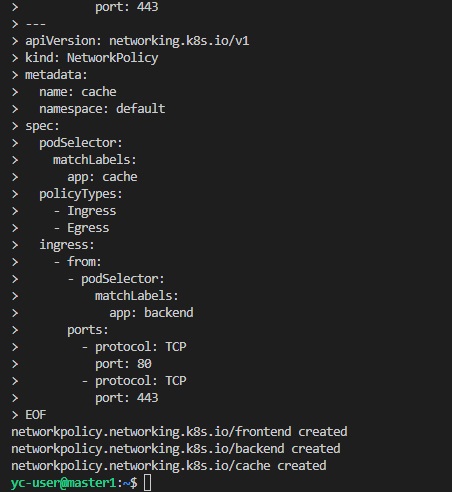 >           port: 443
> ---
> apiVersion: networking.k8s.io/v1
> kind: NetworkPolicy
> metadata:
>   name: cache
>   namespace: default
> spec:
>   podSelector:
>     matchLabels:
>       app: cache
>   policyTypes:
>     - Ingress
>     - Egress
>   ingress:
>     - from:
>       - podSelector:
>           matchLabels:
>             app: backend
>       ports:
>         - protocol: TCP
>           port: 80
>         - protocol: TCP
>           port: 443
> EOF
networkpolicy.networking.k8s.io/frontend created
networkpolicy.networking.k8s.io/backend created
networkpolicy.networking.k8s.io/cache created
yc-user@master1:~$